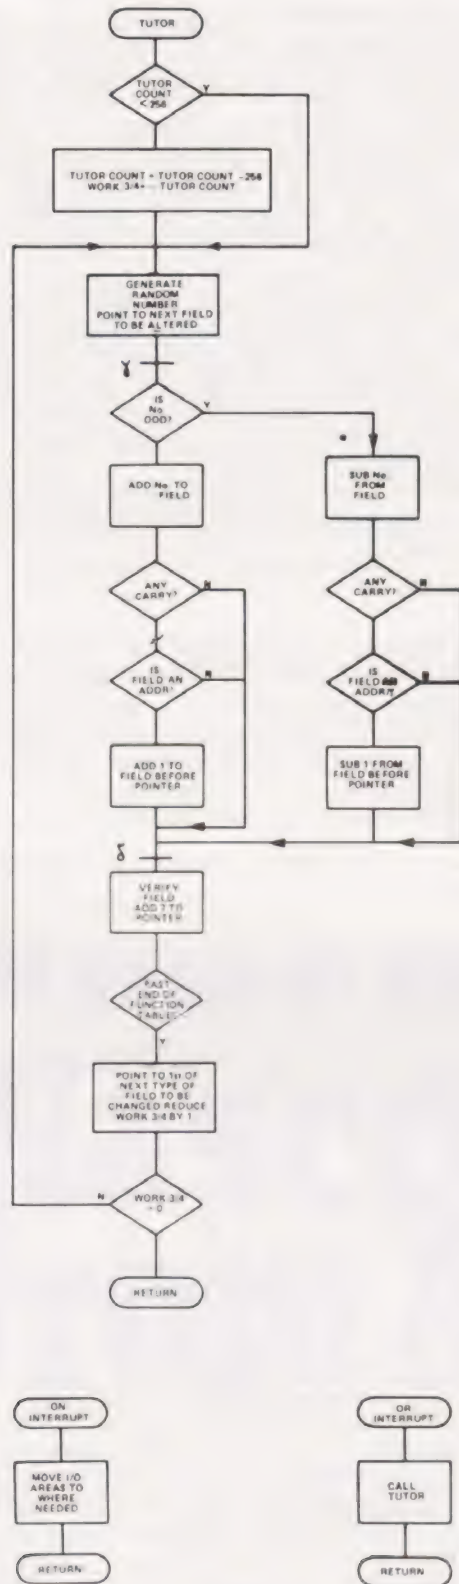 TUTOR
TUTOR
COUNT
< 256
Y
TUTOR COUNT = TUTOR COUNT - 256
WORK 3/4 = TUTOR COUNT
GENERATE
RANDOM
NUMBER
POINT TO NEXT FIELD
TO BE ALTERED
γ
IS
No.
ODD?
Y
ADD No. TO
FIELD
SUB No.
FROM
FIELD
ANY
CARRY?
N
ANY
CARRY?
N
IS
FIELD AN
ADDR?
N
IS
FIELD AN
ADDR?
N
ADD 1 TO
FIELD BEFORE
POINTER
SUB 1 FROM
FIELD BEFORE
POINTER
δ
VERIFY
FIELD
ADD 7 TO
POINTER
PAST
END OF
FUNCTION
TABLES
Y
POINT TO 1st OF
NEXT TYPE OF
FIELD TO BE
CHANGED REDUCE
WORK 3/4 BY 1
N
WORK 3/4
= 0
RETURN
ON
INTERRUPT
OR
INTERRUPT
MOVE I/O
AREAS TO
WHERE
NEEDED
CALL
TUTOR
RETURN
RETURN